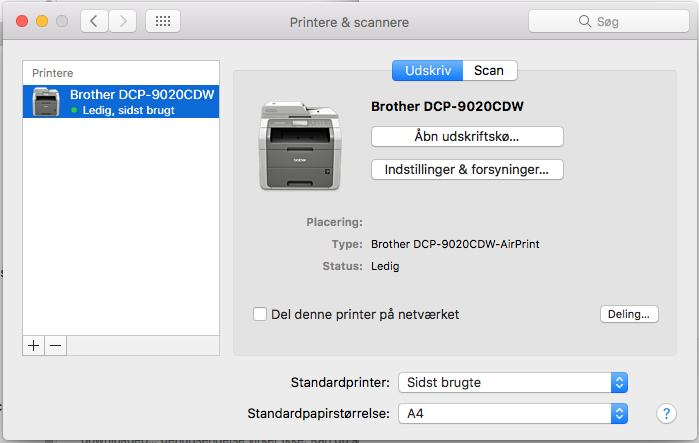 Printere & scannere
Søg
Printere
Brother DCP-9020CDW
Ledig, sidst brugt
Udskriv
Scan
Brother DCP-9020CDW
Åbn udskriftskø...
Indstillinger & forsyninger...
brother
Placering:
Type: Brother DCP-9020CDW-AirPrint
Status: Ledig
Del denne printer på netværket
Deling...
+ −
Standardprinter: Sidst brugte
Standardpapirstørrelse: A4
?